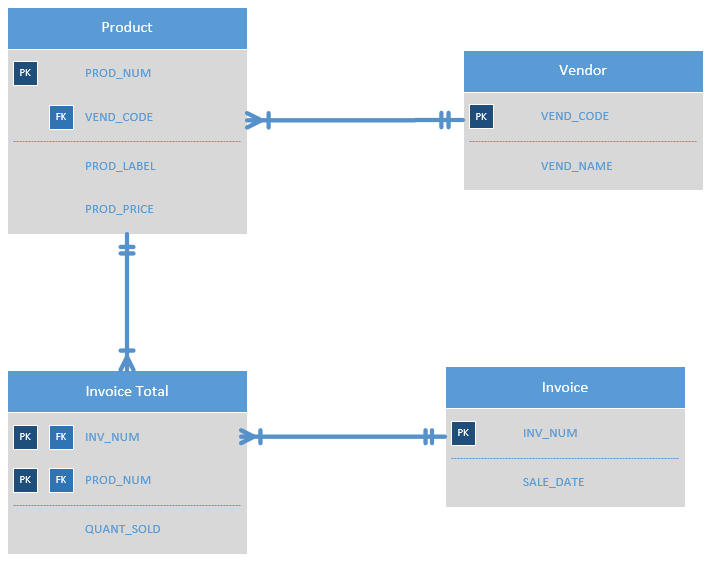 Product
PK PROD_NUM
FK VEND_CODE
PROD_LABEL
PROD_PRICE
Vendor
PK VEND_CODE
VEND_NAME
Invoice Total
PK FK INV_NUM
PK FK PROD_NUM
QUANT_SOLD
Invoice
PK INV_NUM
SALE_DATE